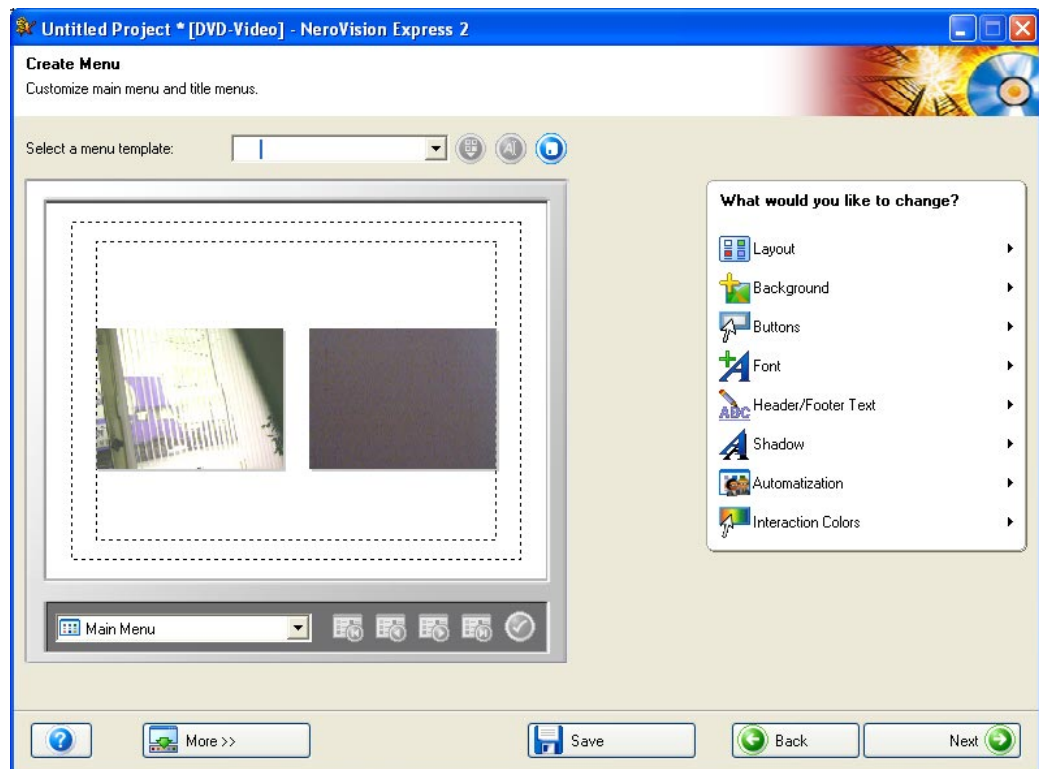 Untitled Project * [DVD-Video] - NeroVision Express 2
Create Menu
Customize main menu and title menus.
Select a menu template:
What would you like to change?
Layout
Background
Buttons
Font
Header/Footer Text
Shadow
Automatization
Interaction Colors
Main Menu
More >>
Save
Back
Next